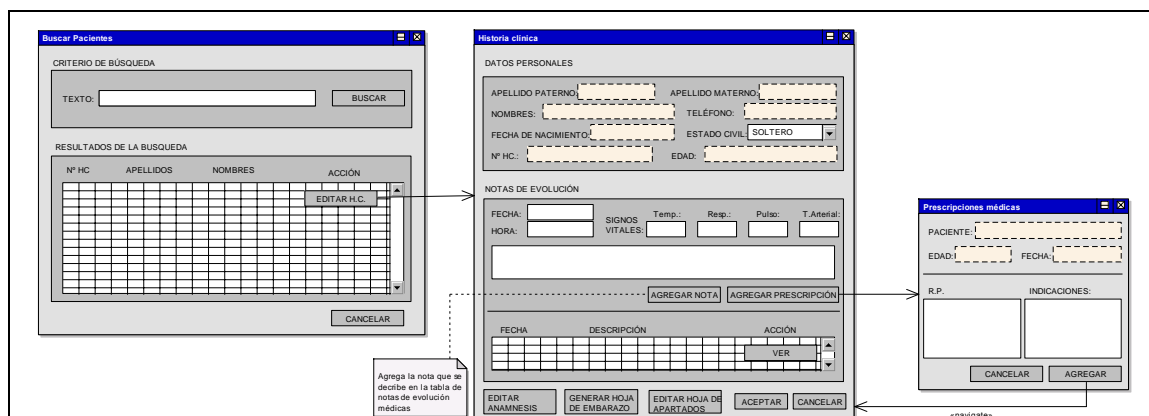 Buscar Pacientes
CRITERIO DE BÚSQUEDA
TEXTO:
BUSCAR
RESULTADOS DE LA BUSQUEDA
Nº HC APELLIDOS NOMBRES ACCIÓN
EDITAR H.C.
CANCELAR
Historia clínica
DATOS PERSONALES
APELLIDO PATERNO: APELLIDO MATERNO:
NOMBRES: TELÉFONO:
FECHA DE NACIMIENTO: ESTADO CIVIL: SOLTERO
Nº HC.: EDAD:
NOTAS DE EVOLUCIÓN
FECHA:
HORA:
SIGNOS
VITALES:
Temp.: Resp.: Pulso: T.Arterial:
AGREGAR NOTA AGREGAR PRESCRIPCIÓN
FECHA DESCRIPCIÓN ACCIÓN
VER
EDITAR
ANAMNESIS
GENERAR HOJA
DE EMBARAZO
EDITAR HOJA DE
APARTADOS
ACEPTAR CANCELAR
Agrega la nota que se
decribe en la tabla de
notas de evolución
médicas
Prescripciones médicas
PACIENTE:
EDAD: FECHA:
R.P. INDICACIONES:
CANCELAR AGREGAR
«navigate»